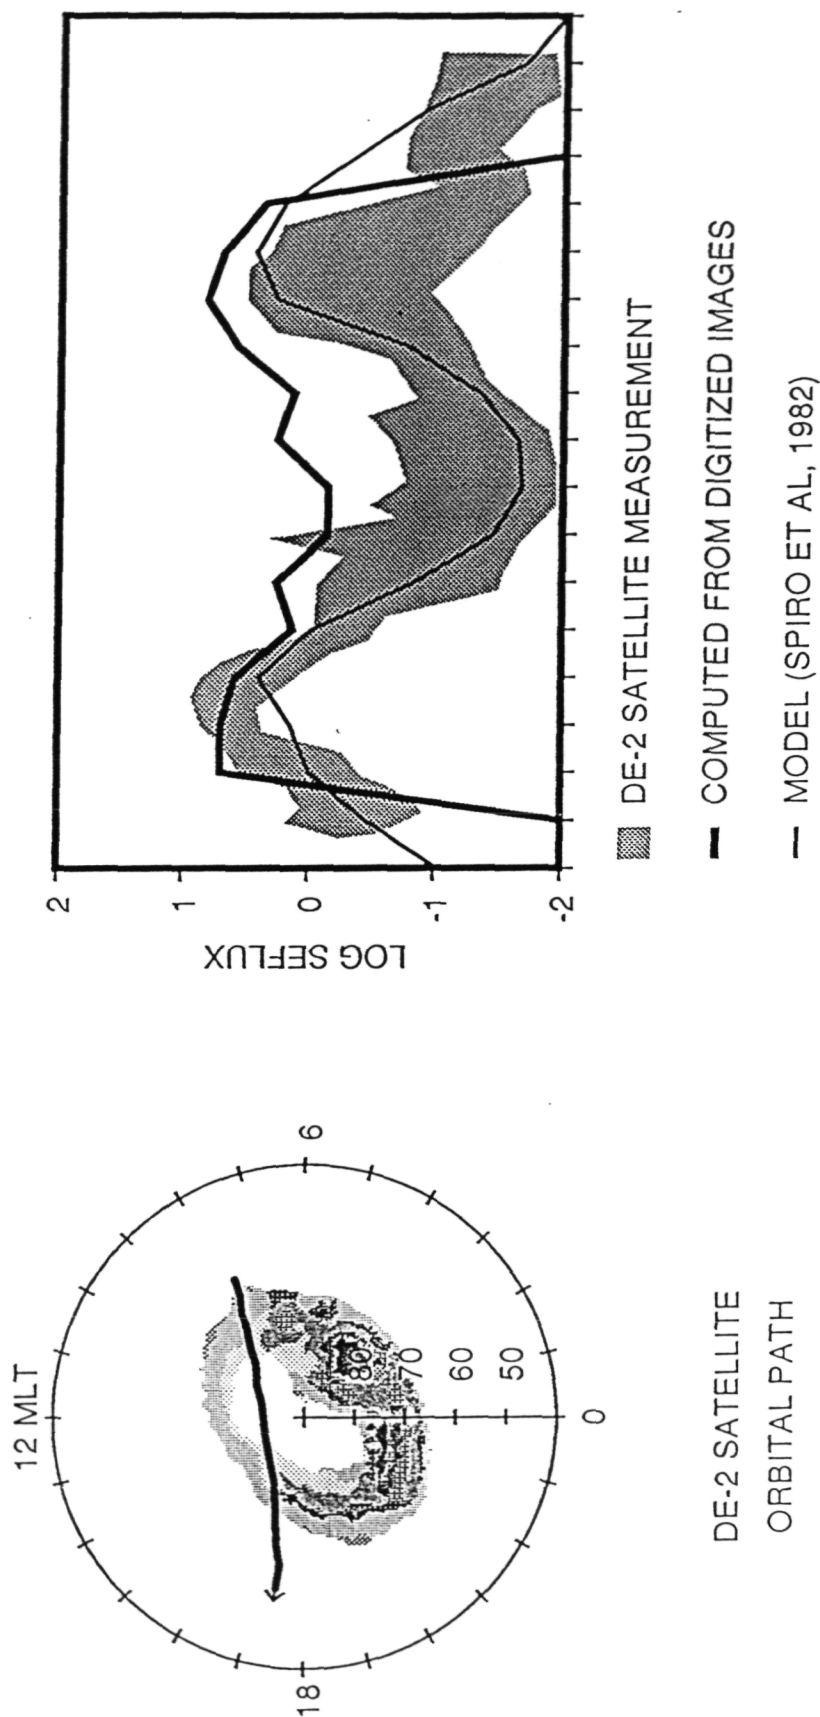 12 MLT
18
6
80
70
60
50
0
DE-2 SATELLITE
ORBITAL PATH
LOG SEFLUX
2
1
0
-1
-2
DE-2 SATELLITE MEASUREMENT
COMPUTED FROM DIGITIZED IMAGES
MODEL (SPIRO ET AL, 1982)